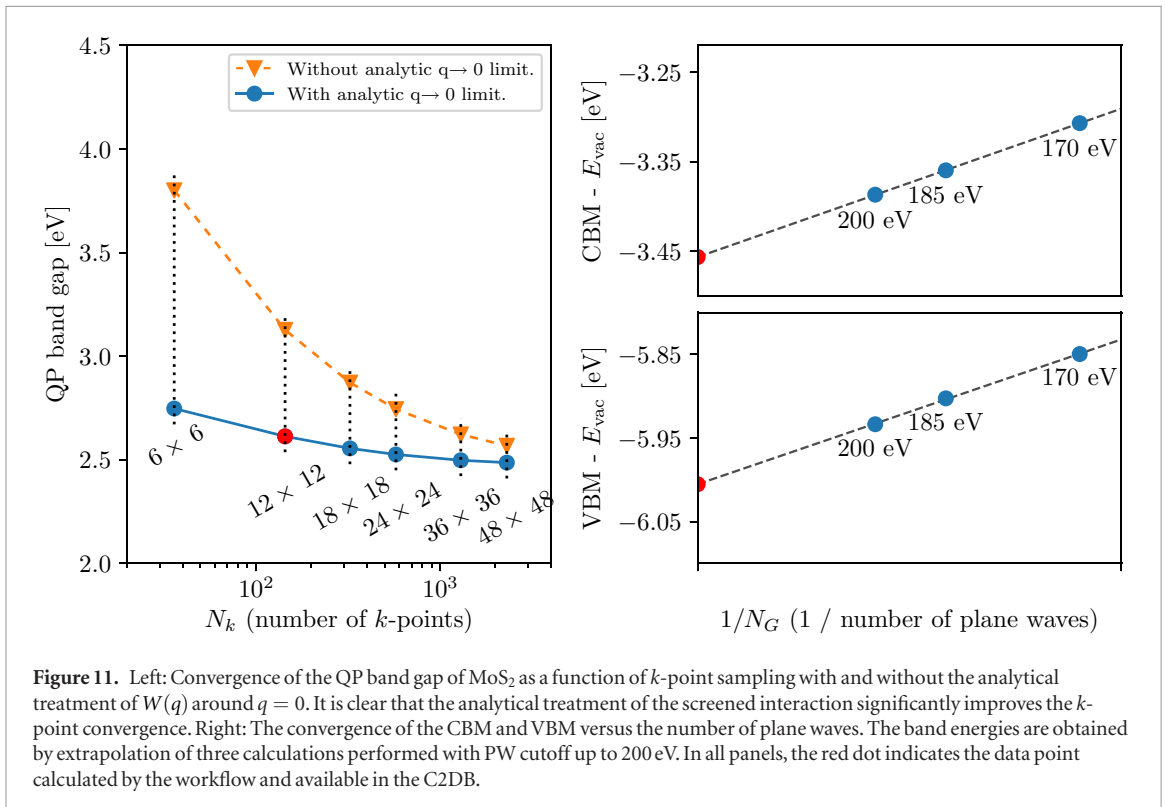 4.5
4.0
3.5
3.0
2.5
2.0
QP band gap [eV]
Without analytic q→ 0 limit.
With analytic q→ 0 limit.
6 × 6
12 × 12
18 × 18
24 × 24
36 × 36
48 × 48
10²
10³
N_k (number of k-points)
−3.25
−3.35
−3.45
CBM - E_vac [eV]
170 eV
185 eV
200 eV
−5.85
−5.95
−6.05
VBM - E_vac [eV]
170 eV
185 eV
200 eV
1/N_G (1 / number of plane waves)
Figure 11. Left: Convergence of the QP band gap of MoS₂ as a function of k-point sampling with and without the analytical
treatment of W(q) around q = 0. It is clear that the analytical treatment of the screened interaction significantly improves the k-
point convergence. Right: The convergence of the CBM and VBM versus the number of plane waves. The band energies are obtained
by extrapolation of three calculations performed with PW cutoff up to 200 eV. In all panels, the red dot indicates the data point
calculated by the workflow and available in the C2DB.